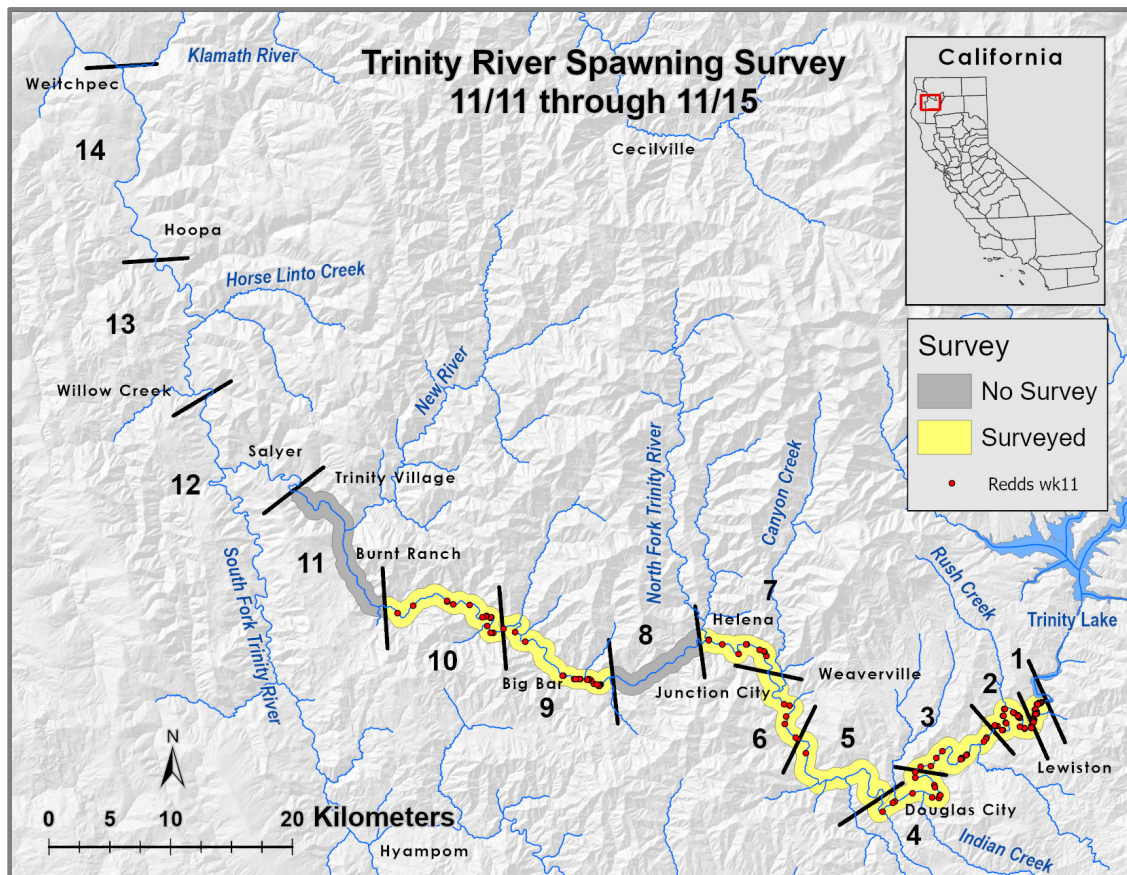 Trinity River Spawning Survey
11/11 through 11/15
Klamath River
Weitchpec
14
Cecilville
California
Hoopa
Horse Linto Creek
13
Willow Creek
New River
Survey
No Survey
Surveyed
Redds wk11
Salyer
Trinity Village
12
North Fork Trinity River
Canyon Creek
11
Burnt Ranch
South Fork Trinity River
Rush Creek
7
Helena
Trinity Lake
8
10
Big Bar
9
Junction City
Weaverville
1
2
6
5
3
Lewiston
Douglas City
4
Indian Creek
N
0 5 10 20 Kilometers
Hyampom